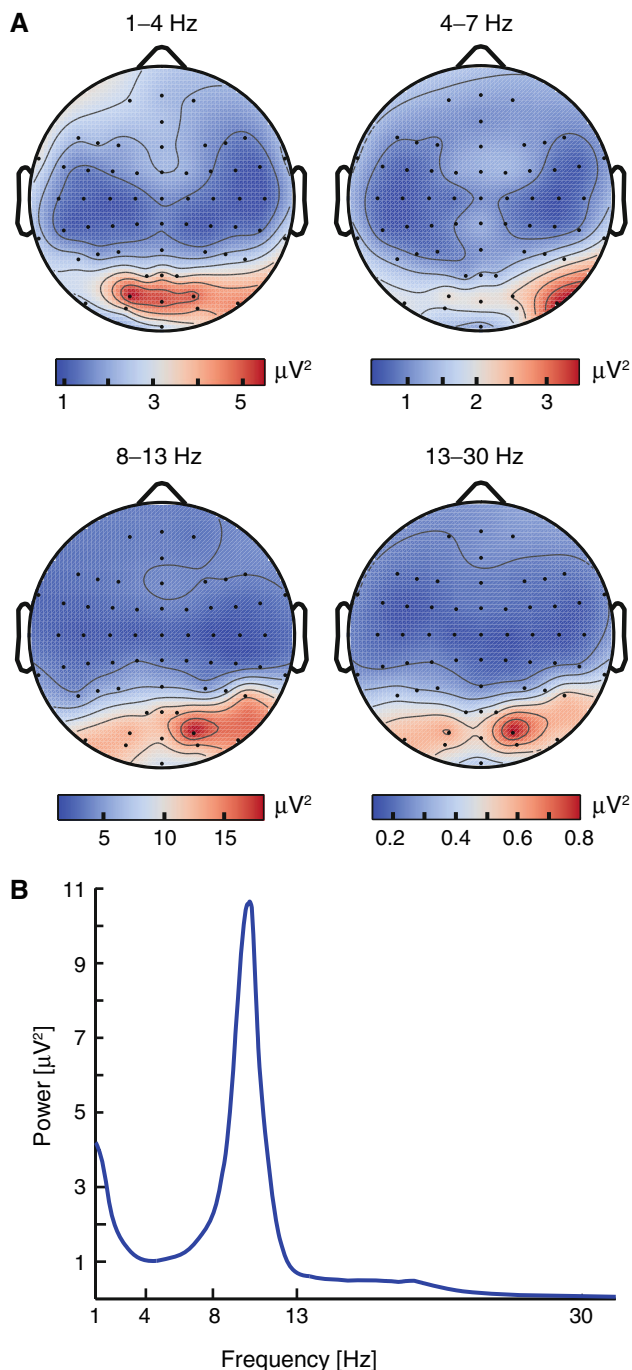 A
1–4 Hz 4–7 Hz
1 3 5 μV²
1 2 3 μV²
8–13 Hz 13–30 Hz
5 10 15 μV²
0.2 0.4 0.6 0.8 μV²
B
11
9
7
5
3
1
Power [μV²]
1 4 8 13 30
Frequency [Hz]